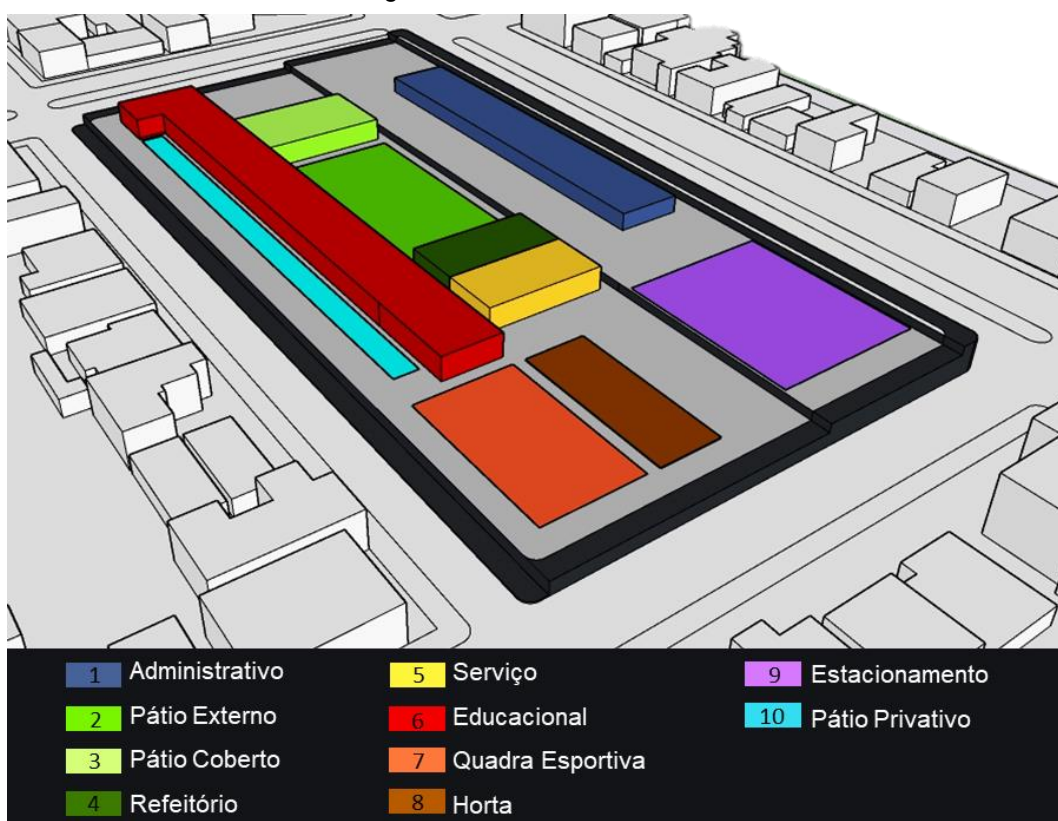 1 Administrativo
2 Pátio Externo
3 Pátio Coberto
4 Refeitório
5 Serviço
6 Educacional
7 Quadra Esportiva
8 Horta
9 Estacionamento
10 Pátio Privativo